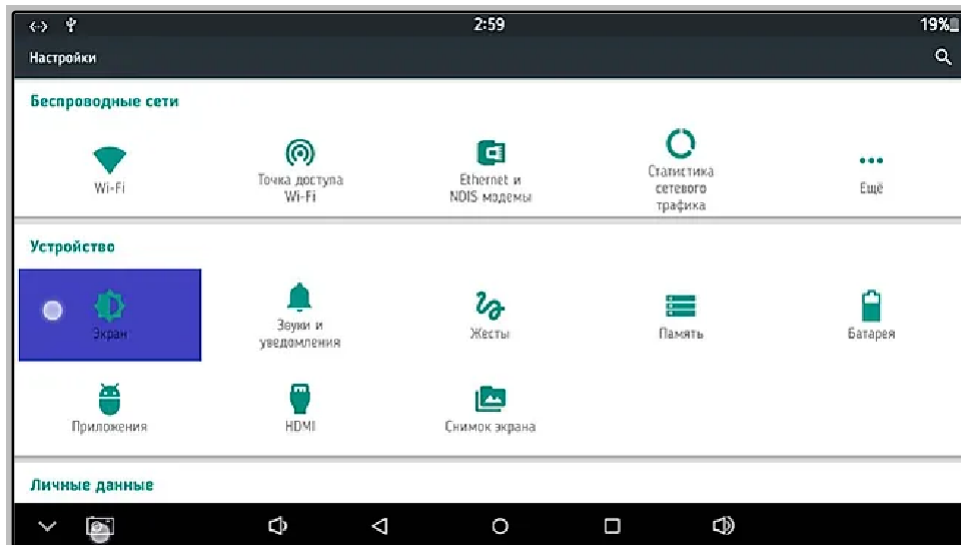 2:59
19%
Настройки
Беспроводные сети
Wi-Fi
Точка доступа
Wi-Fi
Ethernet и
NDIS модемы
Статистика
сетевого
трафика
Ещё
Устройство
Экран
Звуки и
уведомления
Жесты
Память
Батарея
Приложения
HDMI
Снимок экрана
Личные данные